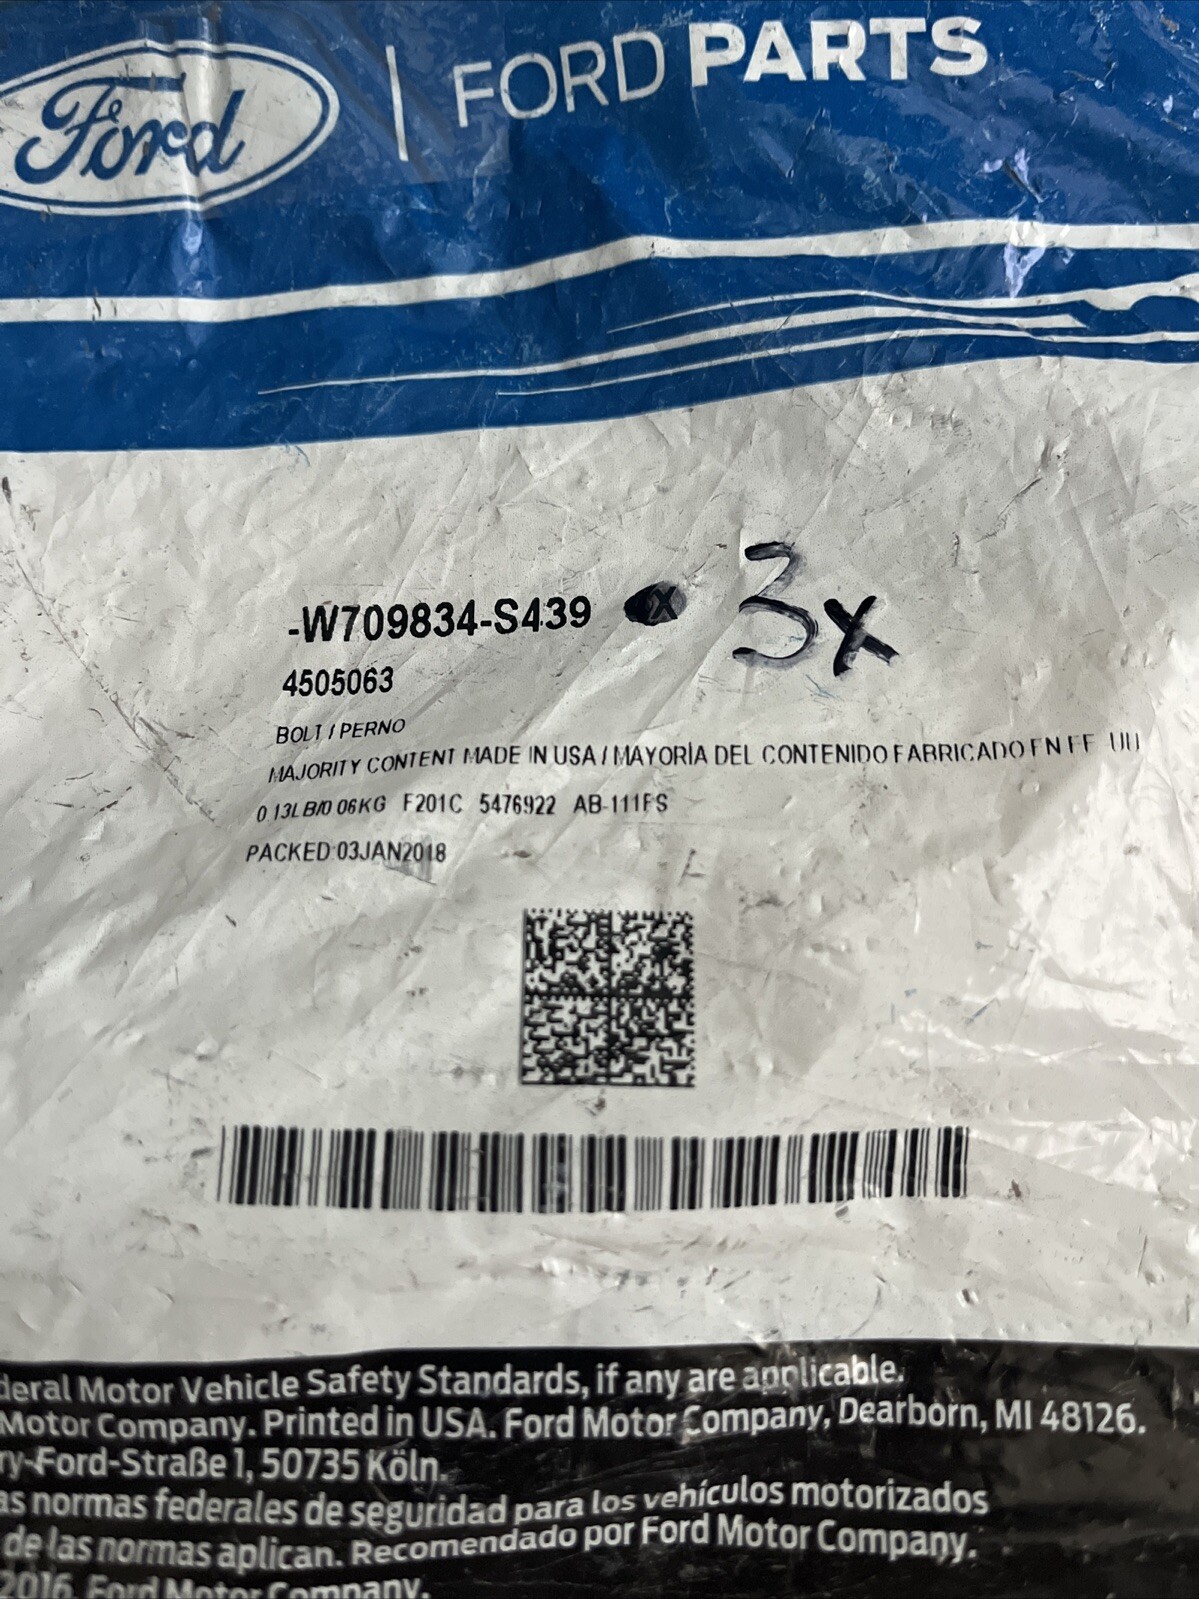 Ford | FORD PARTS
-W709834-S439 X 3x
4505063
BOLT / PERNO
MAJORITY CONTENT MADE IN USA / MAYORÍA DEL CONTENIDO FABRICADO EN EE UU
0 13LB/0 06KG F201C 5476922 AB-111FS
PACKED:03JAN2018
deral Motor Vehicle Safety Standards, if any are applicable.
Motor Company. Printed in USA. Ford Motor Company, Dearborn, MI 48126.
ry-Ford-Straße 1, 50735 Köln.
as normas federales de seguridad para los vehículos motorizados
de las normas aplican. Recomendado por Ford Motor Company.
2016, Ford Motor Company.